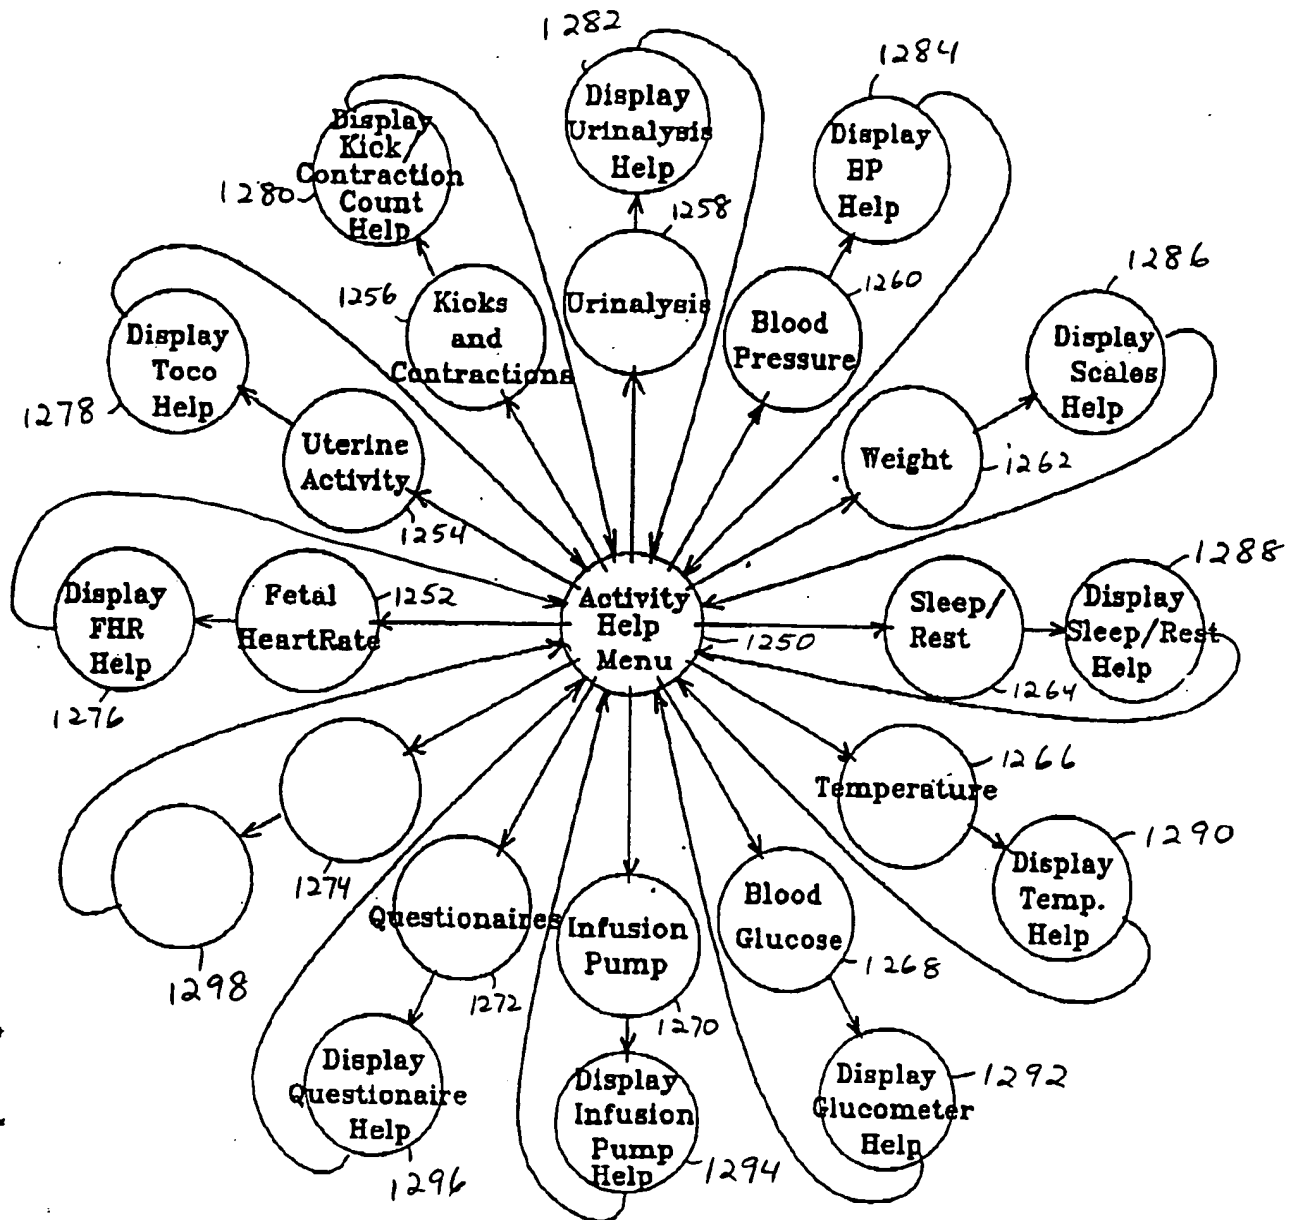 1282
Display
Urinalysis
Help
1284
Display
BP
Help
Display
Kick/
Contraction
Count
Help
1280
1258
Urinalysis
1260
Blood
Pressure
1286
Display
Scales
Help
1256
Kicks
and
Contractions
Display
Toco
Help
1278
Uterine
Activity
1254
Weight
1262
Display
FHR
Help
1276
Fetal
HeartRate
1252
Activity
Help
Menu
1250
Sleep/
Rest
1264
1288
Display
Sleep/Rest
Help
1266
Temperature
1290
Display
Temp.
Help
1274
1298
Questionaires
1272
Infusion
Pump
1270
Blood
Glucose
1268
Display
Questionaire
Help
1296
Display
Infusion
Pump
Help
1294
Display
Glucometer
Help
1292